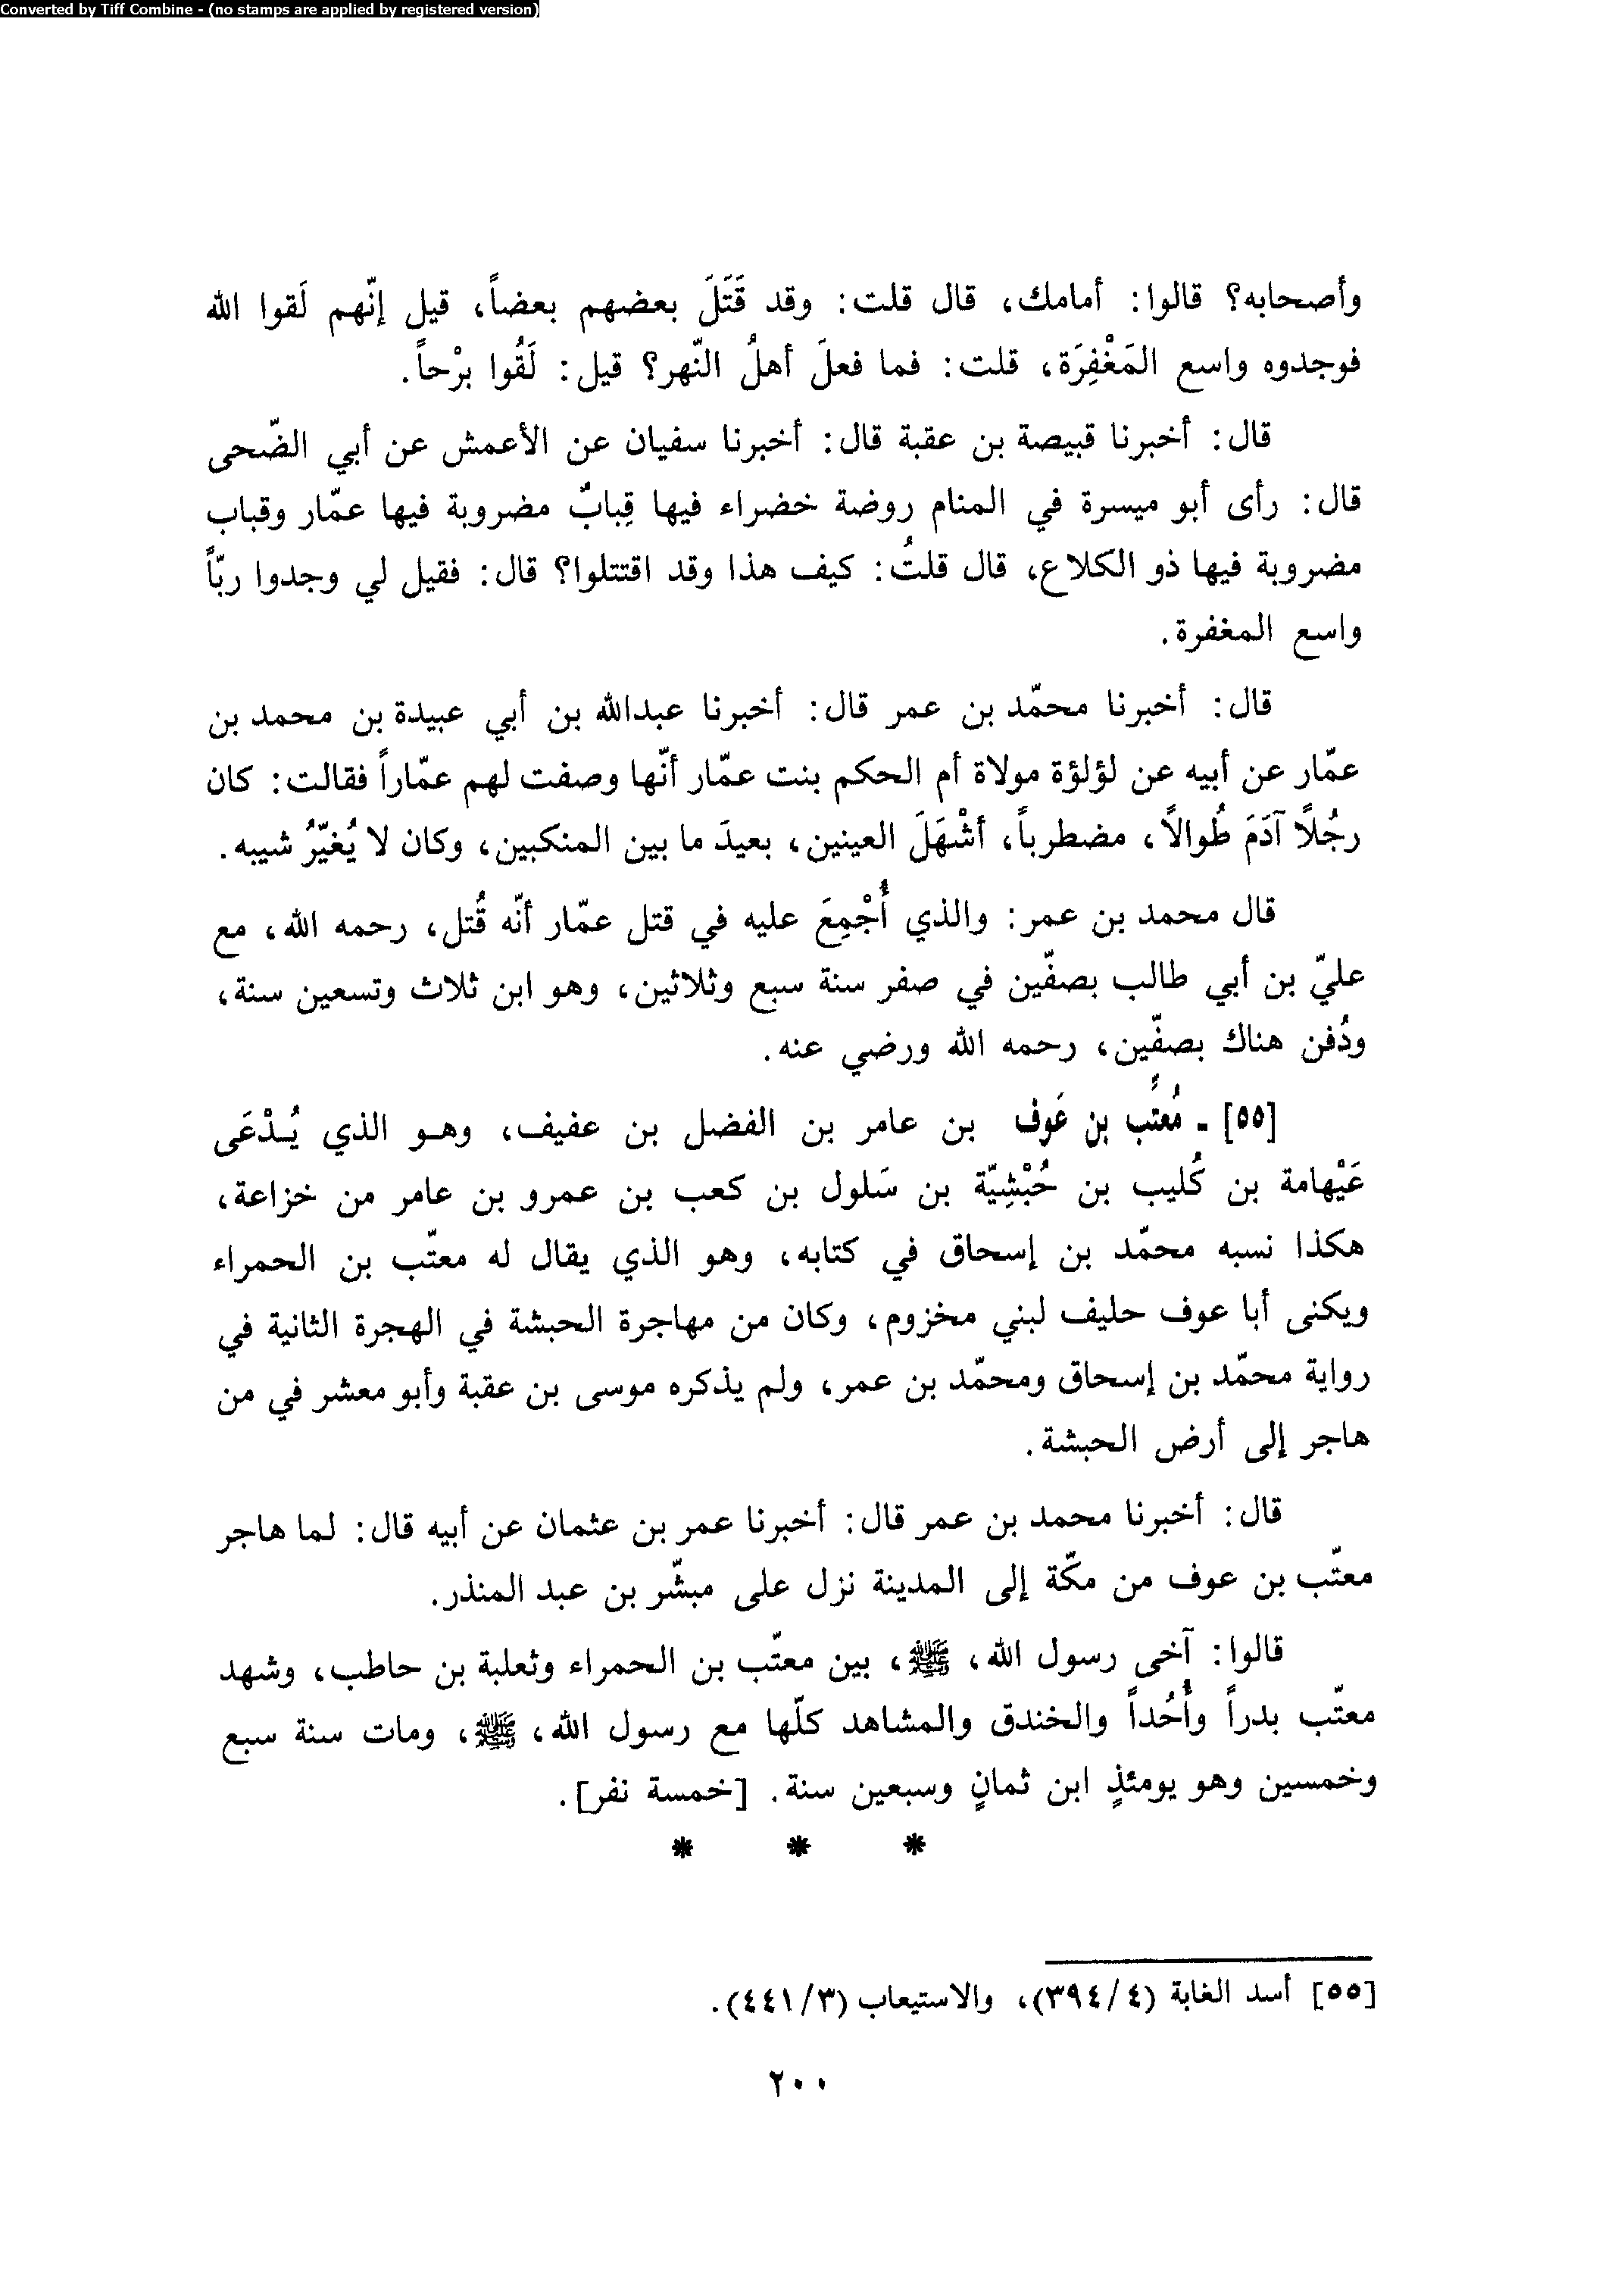 Converted by Tiff Combine - (no stamps are applied by registered version)
وأصحابه؟ قالوا: أمامك، قال قلت: وقد قَتَلَ بعضهم بعضاً، قيل إنّهم لَقوا الله
فوجدوه واسع المَغْفِرَة، قلت: فما فعلَ أهلُ النّهر؟ قيل: لَقُوا برْحاً.
قال: أخبرنا قبيصة بن عقبة قال: أخبرنا سفيان عن الأعمش عن أبي الضّحى
قال: رأى أبو ميسرة في المنام روضة خضراء فيها قِبابٌ مضروبة فيها عمّار وقباب
مضروبة فيها ذو الكلاع، قال قلتُ: كيف هذا وقد اقتتلوا؟ قال: فقيل لي وجدوا ربّاً
واسع المغفرة.
قال: أخبرنا محمّد بن عمر قال: أخبرنا عبدالله بن أبي عبيدة بن محمد بن
عمّار عن أبيه عن لؤلؤة مولاة أم الحكم بنت عمّار أنّها وصفت لهم عمّاراً فقالت: كان
رجُلاً آدَمَ طُوالاً، مضطرباً، أشْهَلَ العينين، بعيدَ ما بين المنكبين، وكان لا يُغيّرُ شيبه.
قال محمد بن عمر: والذي أُجْمِعَ عليه في قتل عمّار أنّه قُتل، رحمه الله، مع
عليّ بن أبي طالب بصفّين في صفر سنة سبع وثلاثين، وهو ابن ثلاث وتسعين سنة،
ودُفن هناك بصفّين، رحمه الله ورضي عنه.
[٥٥] - مُعتِّب بن عَوف بن عامر بن الفضل بن عفيف، وهو الذي يُدْعَى
عَيْهامة بن كُليب بن حُبْشِيّة بن سَلول بن كعب بن عمرو بن عامر من خزاعة،
هكذا نسبه محمّد بن إسحاق في كتابه، وهو الذي يقال له معتّب بن الحمراء
ويكنى أبا عوف حليف لبني مخزوم، وكان من مهاجرة الحبشة في الهجرة الثانية في
رواية محمّد بن إسحاق ومحمّد بن عمر، ولم يذكره موسى بن عقبة وأبو معشر في من
هاجر إلى أرض الحبشة.
قال: أخبرنا محمد بن عمر قال: أخبرنا عمر بن عثمان عن أبيه قال: لما هاجر
معتّب بن عوف من مكّة إلى المدينة نزل على مبشّر بن عبد المنذر.
قالوا: آخى رسول الله، ﷺ، بين معتّب بن الحمراء وثعلبة بن حاطب، وشهد
معتّب بدراً وأُحُداً والخندق والمشاهد كلّها مع رسول الله، ﷺ، ومات سنة سبع
وخمسين وهو يومئذٍ ابن ثمانٍ وسبعين سنة. [خمسة نفر].
* * *
[٥٥] أسد الغابة (٣٩٤/٤)، والاستيعاب (٤٤١/٣).
٢٠٠